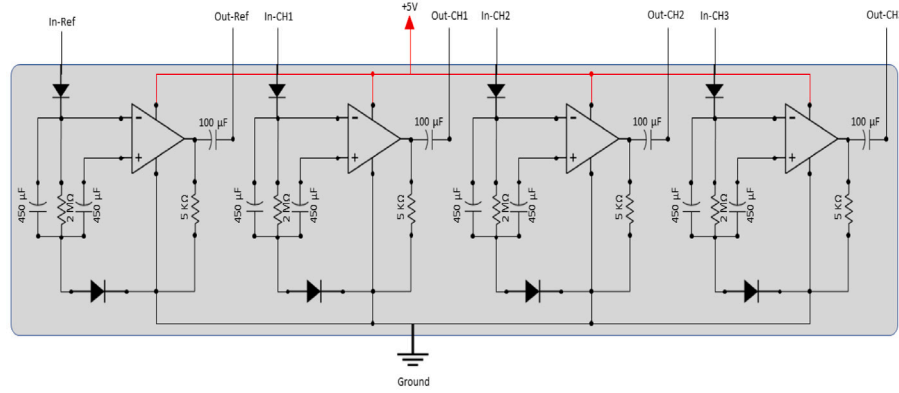 +5V
In-Ref
Out-Ref
In-CH1
Out-CH1
In-CH2
Out-CH2
In-CH3
Out-CH
100 µF
100 µF
100 µF
100 µF
450 µF
2 MΩ
450 µF
5 KΩ
450 µF
2 MΩ
450 µF
5 KΩ
450 µF
2 MΩ
450 µF
5 KΩ
450 µF
2 MΩ
450 µF
5 KΩ
Ground